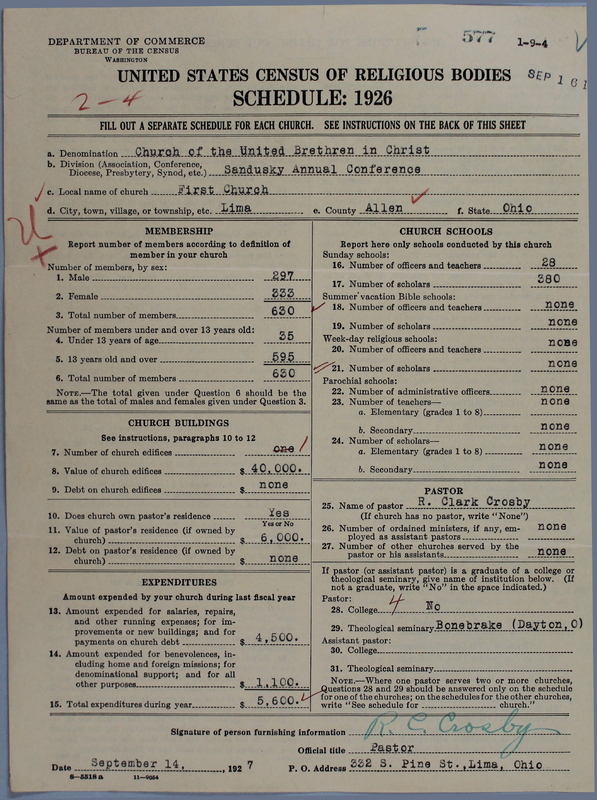 577 1-9-4
DEPARTMENT OF COMMERCE
BUREAU OF THE CENSUS
WASHINGTON
UNITED STATES CENSUS OF RELIGIOUS BODIES
SEP 16 1
2-4
SCHEDULE: 1926
FILL OUT A SEPARATE SCHEDULE FOR EACH CHURCH. SEE INSTRUCTIONS ON THE BACK OF THIS SHEET
a. Denomination Church of the United Brethren in Christ
b. Division (Association, Conference, Diocese, Presbytery, Synod, etc.) Sandusky Annual Conference
c. Local name of church First Church
d. City, town, village, or township, etc. Lima e. County Allen f. State Ohio
MEMBERSHIP
Report number of members according to definition of
member in your church
Number of members, by sex:
1. Male 297
2. Female 333
3. Total number of members 630
Number of members under and over 13 years old:
4. Under 13 years of age 35
5. 13 years old and over 595
6. Total number of members 630
NOTE.—The total given under Question 6 should be the
same as the total of males and females given under Question 3.
CHURCH BUILDINGS
See instructions, paragraphs 10 to 12
7. Number of church edifices one 1
8. Value of church edifices $ 40,000.
9. Debt on church edifices $ none
10. Does church own pastor's residence Yes
Yes or No
11. Value of pastor's residence (if owned by
church) $ 6,000.
12. Debt on pastor's residence (if owned by
church) $ none
EXPENDITURES
Amount expended by your church during last fiscal year
13. Amount expended for salaries, repairs,
and other running expenses; for im-
provements or new buildings; and for
payments on church debt $ 4,500.
14. Amount expended for benevolences, in-
cluding home and foreign missions; for
denominational support; and for all
other purposes $ 1,100.
15. Total expenditures during year $ 5,600.
CHURCH SCHOOLS
Report here only schools conducted by this church
Sunday schools:
16. Number of officers and teachers 28
17. Number of scholars 380
Summer vacation Bible schools:
18. Number of officers and teachers none
19. Number of scholars none
Week-day religious schools:
20. Number of officers and teachers none
21. Number of scholars none
Parochial schools:
22. Number of administrative officers none
23. Number of teachers— none
a. Elementary (grades 1 to 8)
b. Secondary none
24. Number of scholars—
a. Elementary (grades 1 to 8) none
b. Secondary none
PASTOR
25. Name of pastor R. Clark Crosby
(If church has no pastor, write "None")
26. Number of ordained ministers, if any, em-
ployed as assistant pastors none
27. Number of other churches served by the
pastor or his assistants none
If pastor (or assistant pastor) is a graduate of a college or
theological seminary, give name of institution below. (If
not a graduate, write "No" in the space indicated.)
Pastor:
28. College 4 No
29. Theological seminary Bonebrake (Dayton,O)
Assistant pastor:
30. College
31. Theological seminary
NOTE.—Where one pastor serves two or more churches,
Questions 28 and 29 should be answered only on the schedule
for one of the churches; on the schedules for the other churches,
write "See schedule for church."
Signature of person furnishing information R. C. Crosby
Official title Pastor
Date September 14, 1927 P. O. Address 332 S. Pine St.,Lima, Ohio
8-5518 a 11-9054